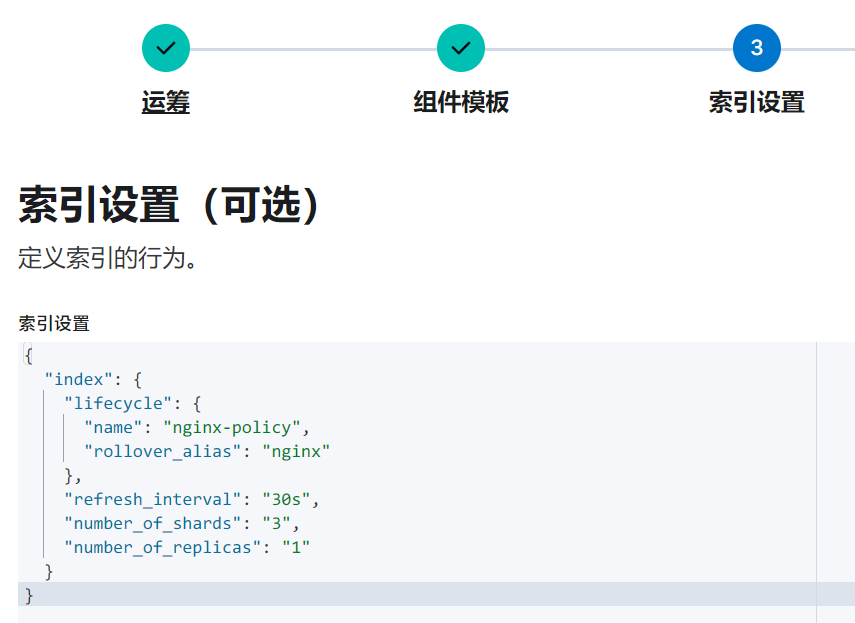 3
运筹 组件模板 索引设置
索引设置（可选）
定义索引的行为。
索引设置
{
  "index": {
    "lifecycle": {
      "name": "nginx-policy",
      "rollover_alias": "nginx"
    },
    "refresh_interval": "30s",
    "number_of_shards": "3",
    "number_of_replicas": "1"
  }
}